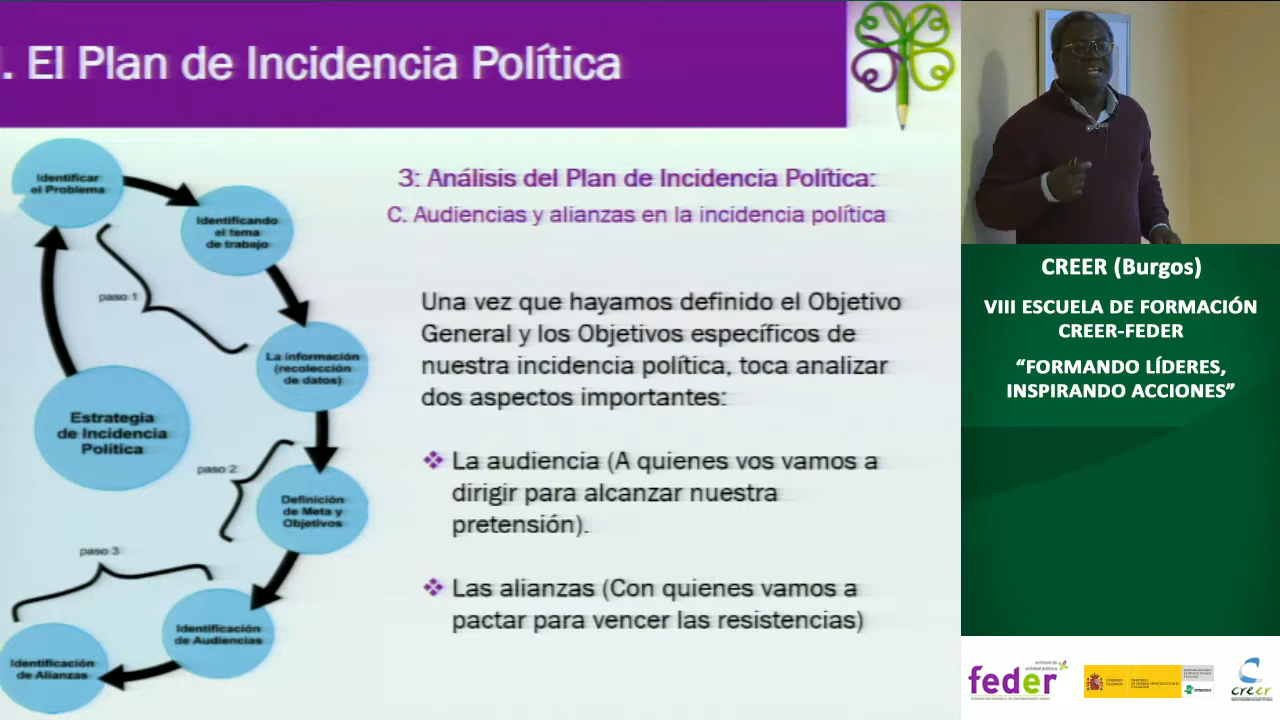 . El Plan de Incidencia Política
3: Análisis del Plan de Incidencia Política:
C. Audiencias y alianzas en la incidencia política
Identificar
el Problema
Identificando
el tema
de trabajo
paso 1
La información
(recolección
de datos)
Estrategia
de Incidencia
Política
paso 2
Definición
de Meta y
Objetivos
paso 3
Identificación
de Audiencias
Identificación
de Alianzas
Una vez que hayamos definido el Objetivo
General y los Objetivos específicos de
nuestra incidencia política, toca analizar
dos aspectos importantes:
❖ La audiencia (A quienes vos vamos a
dirigir para alcanzar nuestra
pretensión).
❖ Las alianzas (Con quienes vamos a
pactar para vencer las resistencias)
CREER (Burgos)
VIII ESCUELA DE FORMACIÓN
CREER-FEDER
“FORMANDO LÍDERES,
INSPIRANDO ACCIONES”
feder
imserso
creer